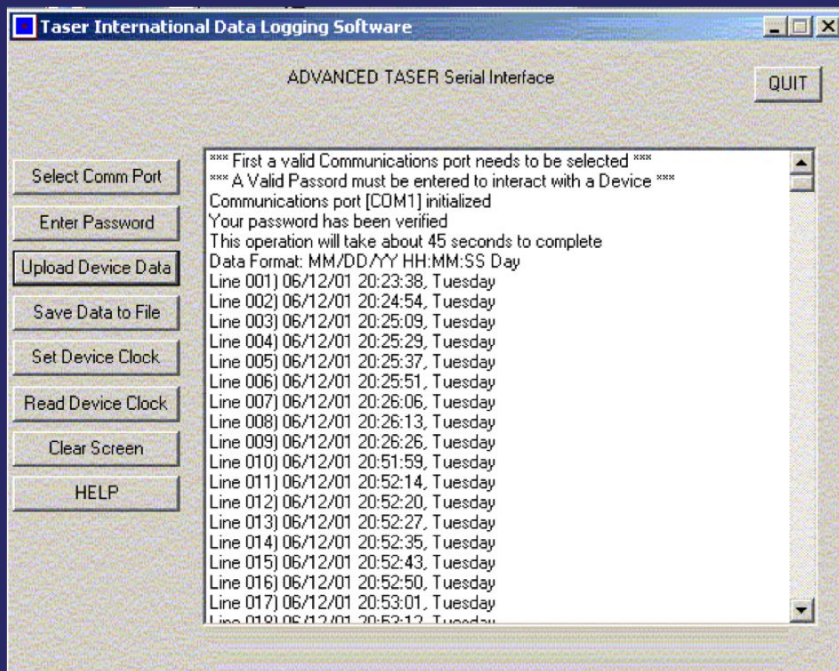 Taser International Data Logging Software
ADVANCED TASER Serial Interface
QUIT
Select Comm Port
Enter Password
Upload Device Data
Save Data to File
Set Device Clock
Read Device Clock
Clear Screen
HELP
*** First a valid Communications port needs to be selected ***
*** A Valid Passord must be entered to interact with a Device ***
Communications port [COM1] initialized
Your password has been verified
This operation will take about 45 seconds to complete
Data Format: MM/DD/YY HH:MM:SS Day
Line 001) 06/12/01 20:23:38, Tuesday
Line 002) 06/12/01 20:24:54, Tuesday
Line 003) 06/12/01 20:25:09, Tuesday
Line 004) 06/12/01 20:25:29, Tuesday
Line 005) 06/12/01 20:25:37, Tuesday
Line 006) 06/12/01 20:25:51, Tuesday
Line 007) 06/12/01 20:26:06, Tuesday
Line 008) 06/12/01 20:26:13, Tuesday
Line 009) 06/12/01 20:26:26, Tuesday
Line 010) 06/12/01 20:51:59, Tuesday
Line 011) 06/12/01 20:52:14, Tuesday
Line 012) 06/12/01 20:52:20, Tuesday
Line 013) 06/12/01 20:52:27, Tuesday
Line 014) 06/12/01 20:52:35, Tuesday
Line 015) 06/12/01 20:52:43, Tuesday
Line 016) 06/12/01 20:52:50, Tuesday
Line 017) 06/12/01 20:53:01, Tuesday
Line 018) 06/12/01 20:53:12, Tuesday